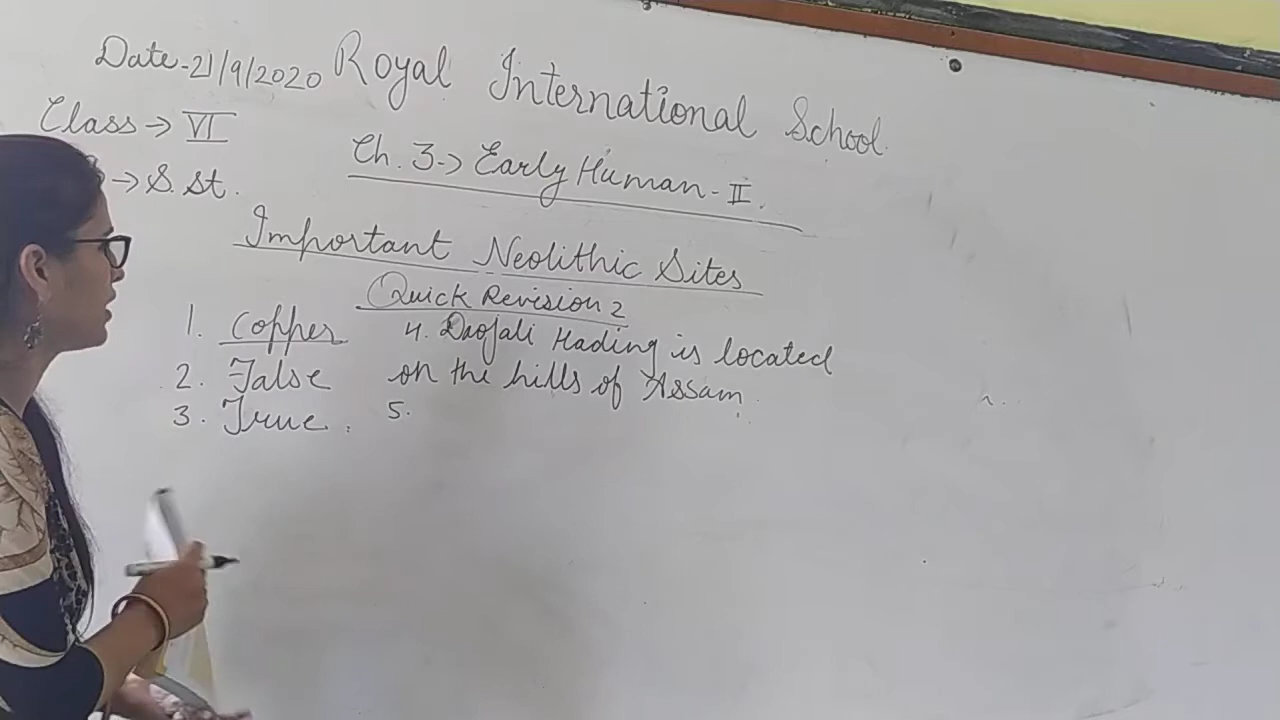 Date-21/9/2020 Royal International School
Class→VI
Ch. 3→ Early Human-II.
→S.St.
Important Neolithic Sites
Quick Revision 2
1. Copper
2. False
3. True.
4. Daojali Hading is located
on the hills of Assam.
5.